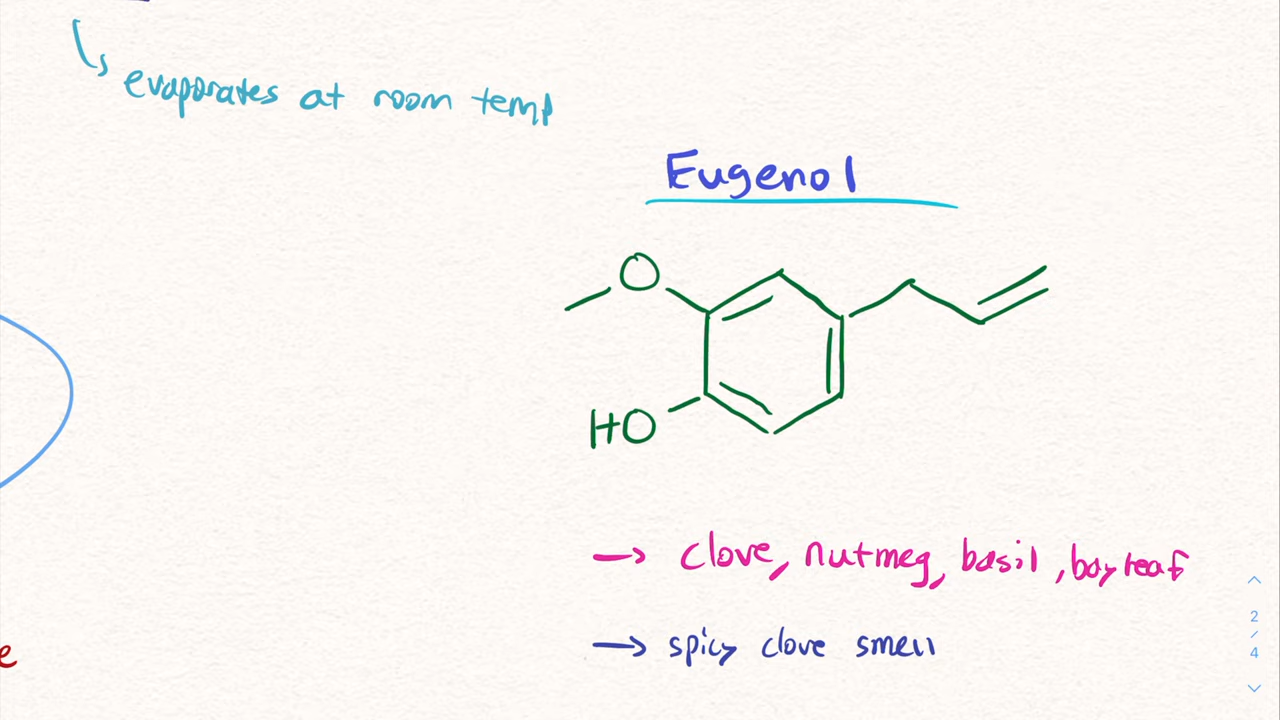 evaporates at room temp
Eugenol
O
HO
→ clove, nutmeg, basil, bay leaf
→ spicy clove smell
e
2
/
4